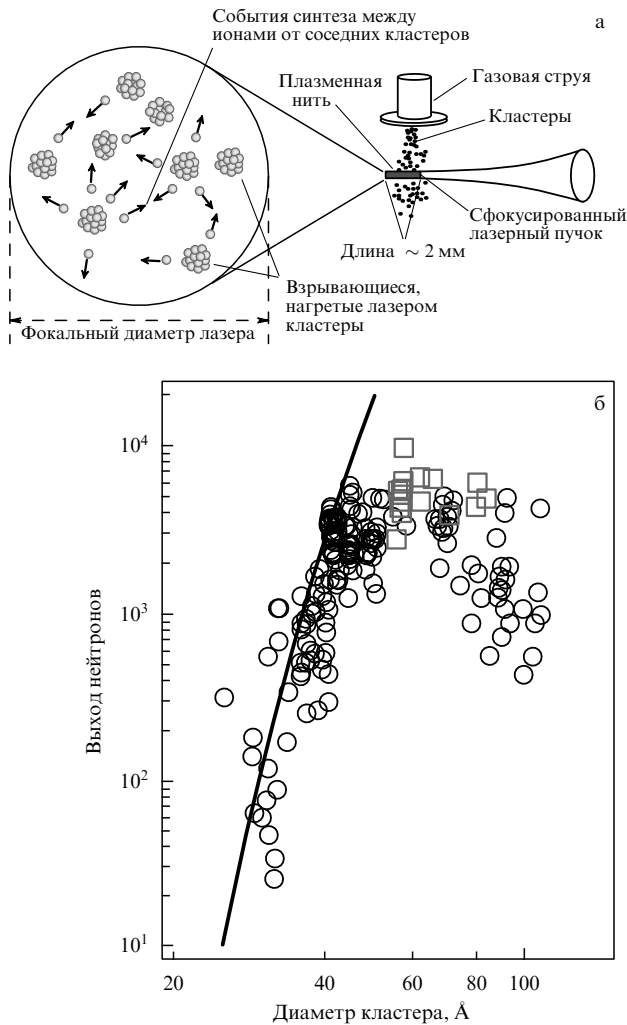 События синтеза между
ионами от соседних кластеров
а
Плазменная
нить
Газовая струя
Кластеры
Сфокусированный
лазерный пучок
Длина ~ 2 мм
Взрывающиеся,
нагретые лазером
кластеры
Фокальный диаметр лазера
б
10⁴
10³
10²
10¹
Выход нейтронов
20 40 60 80 100
Диаметр кластера, Å